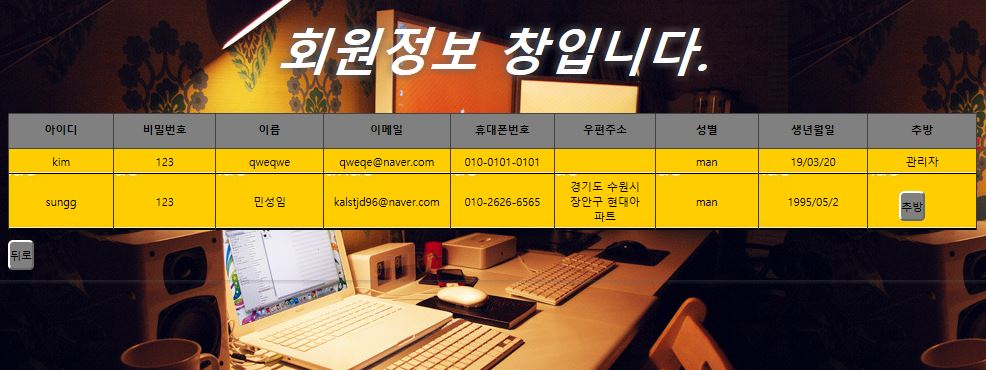 회원정보 창입니다.
아이디 비밀번호 이름 이메일 휴대폰번호 우편주소 성별 생년월일 추방
kim 123 qweqwe qweqe@naver.com 010-0101-0101 man 19/03/20 관리자
sungg 123 민성임 kalstjd96@naver.com 010-2626-6565 경기도 수원시 장안구 현대아파트 man 1995/05/2 추방
뒤로